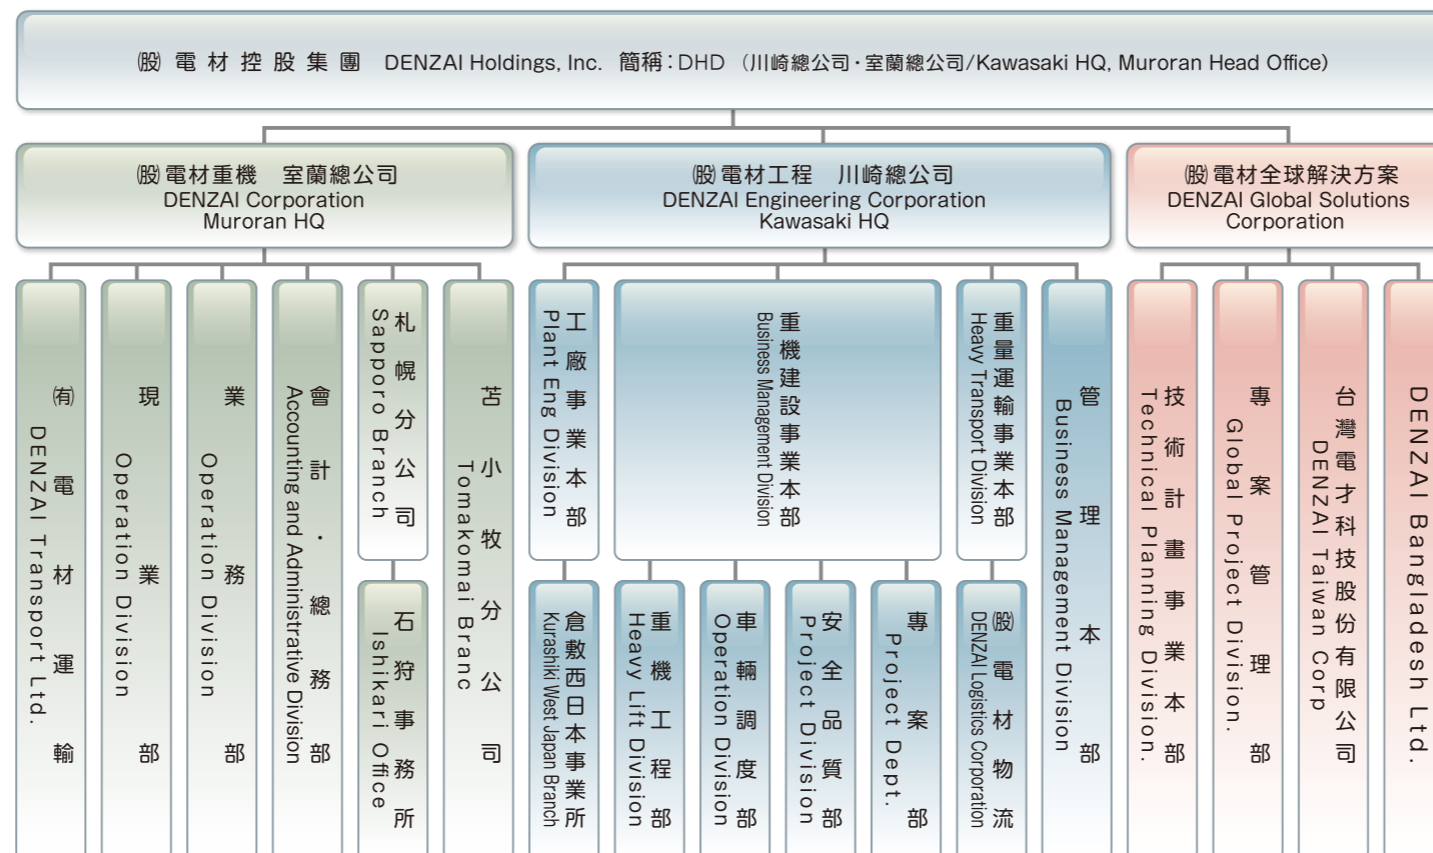 ㈱ 電材控股集團 DENZAI Holdings, Inc. 簡稱：DHD （川崎總公司・室蘭總公司/Kawasaki HQ, Muroran Head Office）
㈱電材重機 室蘭總公司
DENZAI Corporation
Muroran HQ
㈱電材工程 川崎總公司
DENZAI Engineering Corporation
Kawasaki HQ
㈱電材全球解決方案
DENZAI Global Solutions
Corporation
㈲電材運輸
DENZAI Transport Ltd.
現業部
Operation Division
業務部
Operation Division
會計・總務部
Accounting and Administrative Division
札幌分公司
Sapporo Branch
石狩事務所
Ishikari Office
苫小牧分公司
Tomakomai Branc
工廠事業本部
Plant Eng Division
倉敷西日本事業所
Kurashiki West Japan Branch
重機建設事業本部
Business Management Division
重機工程部
Heavy Lift Division
車輛調度部
Operation Division
安全品質部
Project Division
專案部
Project Dept.
重量運輸事業本部
Heavy Transport Division
㈱電材物流
DENZAI Logistics Corporation
管理本部
Business Management Division
技術計畫事業本部
Technical Planning Division.
專案管理部
Global Project Division.
台灣電才科技股份有限公司
DENZAI Taiwan Corp
DENZAI Bangladesh Ltd.